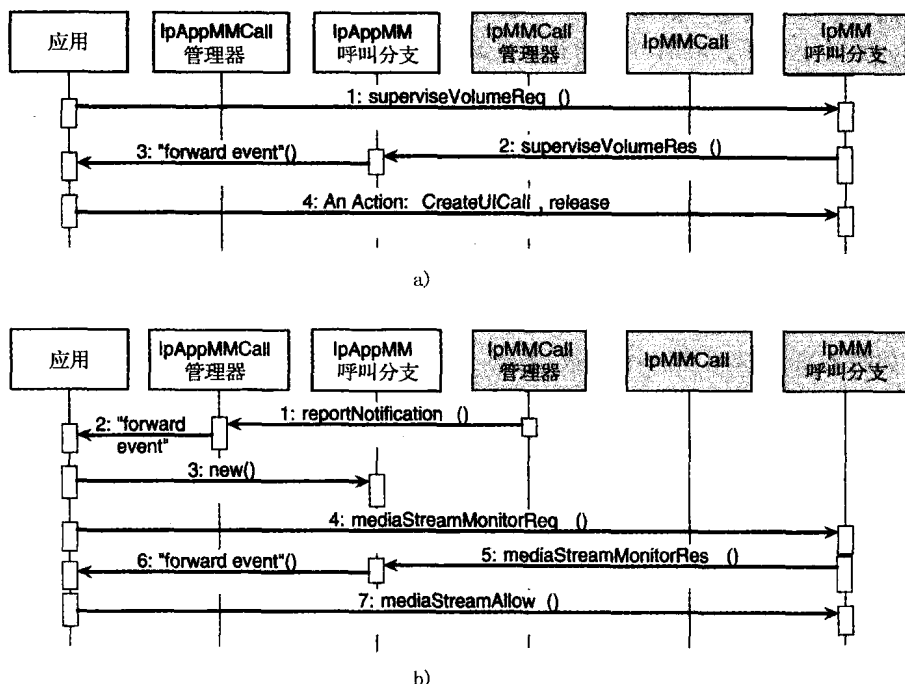 应用
IpAppMMCall
管理器
IpAppMM
呼叫分支
IpMMCall
管理器
IpMMCall
IpMM
呼叫分支
1: superviseVolumeReq ()
3: "forward event"()
2: superviseVolumeRes ()
4: An Action: CreateUICall , release
a)
应用
IpAppMMCall
管理器
IpAppMM
呼叫分支
IpMMCall
管理器
IpMMCall
IpMM
呼叫分支
1: reportNotification ()
2: "forward
event"
3: new()
4: mediaStreamMonitorReq ()
5: mediaStreamMonitorRes ()
6: "forward event"()
7: mediaStreamAllow ()
b)